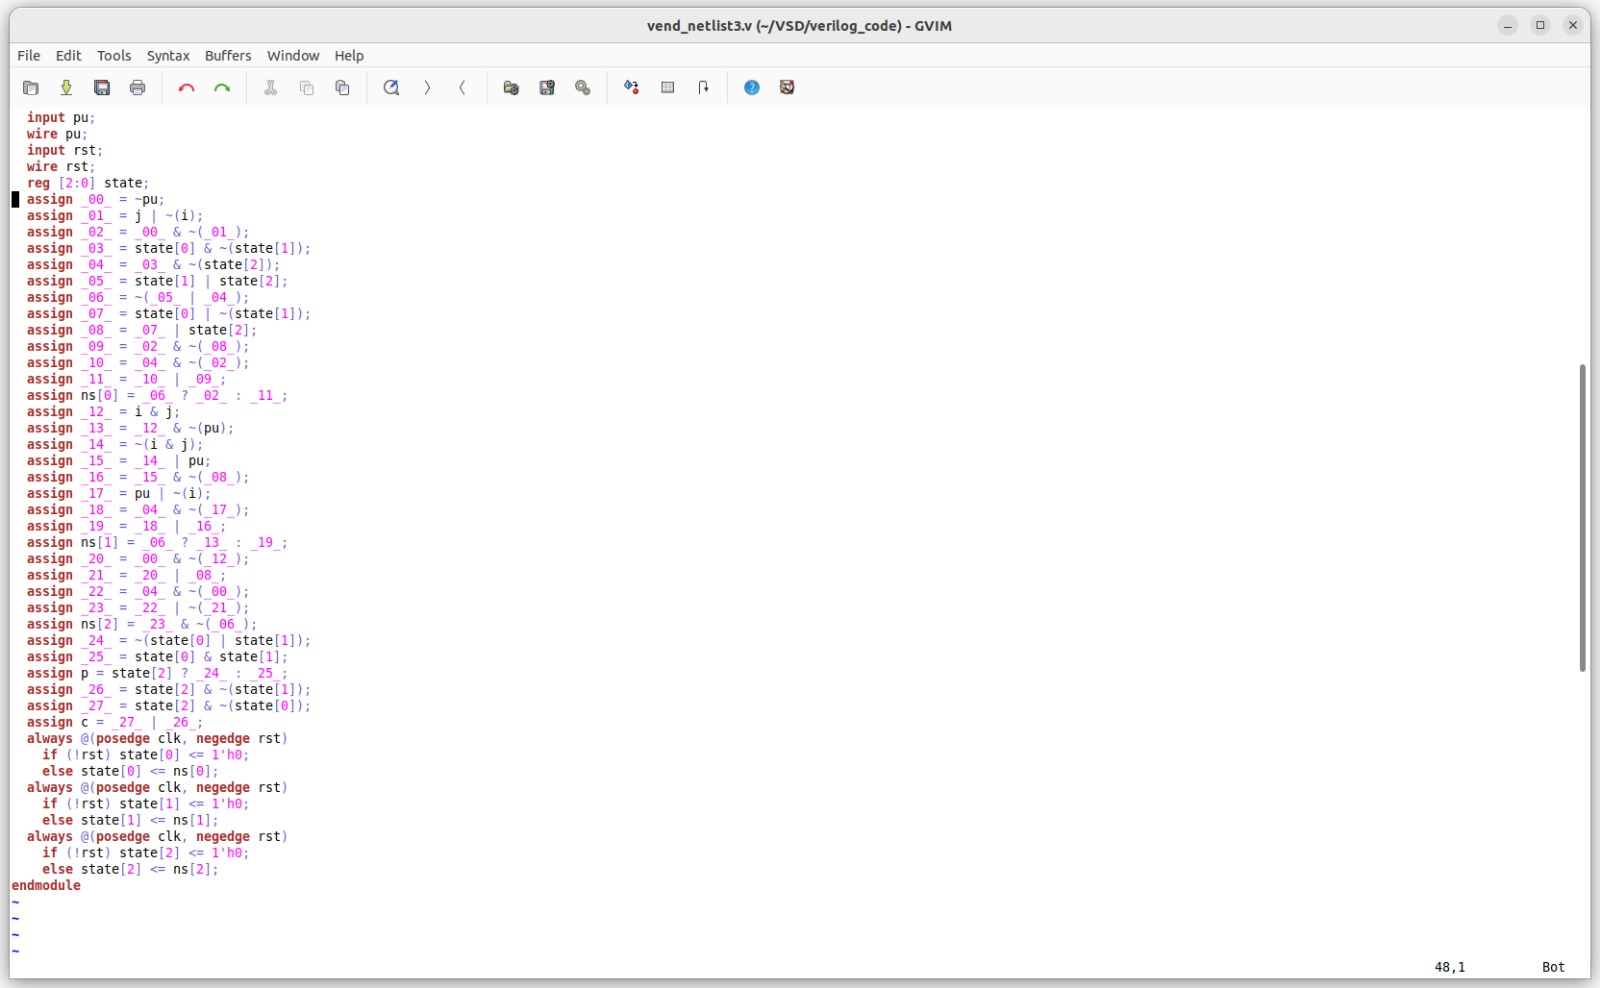 vend_netlist3.v (~/VSD/verilog_code) - GVIM
File Edit Tools Syntax Buffers Window Help
input pu;
wire pu;
input rst;
wire rst;
reg [2:0] state;
assign _00_ = ~pu;
assign _01_ = j | ~(i);
assign _02_ = _00_ & ~(_01_);
assign _03_ = state[0] & ~(state[1]);
assign _04_ = _03_ & ~(state[2]);
assign _05_ = state[1] | state[2];
assign _06_ = ~(_05_ | _04_);
assign _07_ = state[0] | ~(state[1]);
assign _08_ = _07_ | state[2];
assign _09_ = _02_ & ~(_08_);
assign _10_ = _04_ & ~(_02_);
assign _11_ = _10_ | _09_;
assign ns[0] = _06_ ? _02_ : _11_;
assign _12_ = i & j;
assign _13_ = _12_ & ~(pu);
assign _14_ = ~(i & j);
assign _15_ = _14_ | pu;
assign _16_ = _15_ & ~(_08_);
assign _17_ = pu | ~(i);
assign _18_ = _04_ & ~(_17_);
assign _19_ = _18_ | _16_;
assign ns[1] = _06_ ? _13_ : _19_;
assign _20_ = _00_ & ~(_12_);
assign _21_ = _20_ | _08_;
assign _22_ = _04_ & ~(_00_);
assign _23_ = _22_ | ~(_21_);
assign ns[2] = _23_ & ~(_06_);
assign _24_ = ~(state[0] | state[1]);
assign _25_ = state[0] & state[1];
assign p = state[2] ? _24_ : _25_;
assign _26_ = state[2] & ~(state[1]);
assign _27_ = state[2] & ~(state[0]);
assign c = _27_ | _26_;
always @(posedge clk, negedge rst)
if (!rst) state[0] <= 1'h0;
else state[0] <= ns[0];
always @(posedge clk, negedge rst)
if (!rst) state[1] <= 1'h0;
else state[1] <= ns[1];
always @(posedge clk, negedge rst)
if (!rst) state[2] <= 1'h0;
else state[2] <= ns[2];
endmodule
~
~
~
~
48,1 Bot